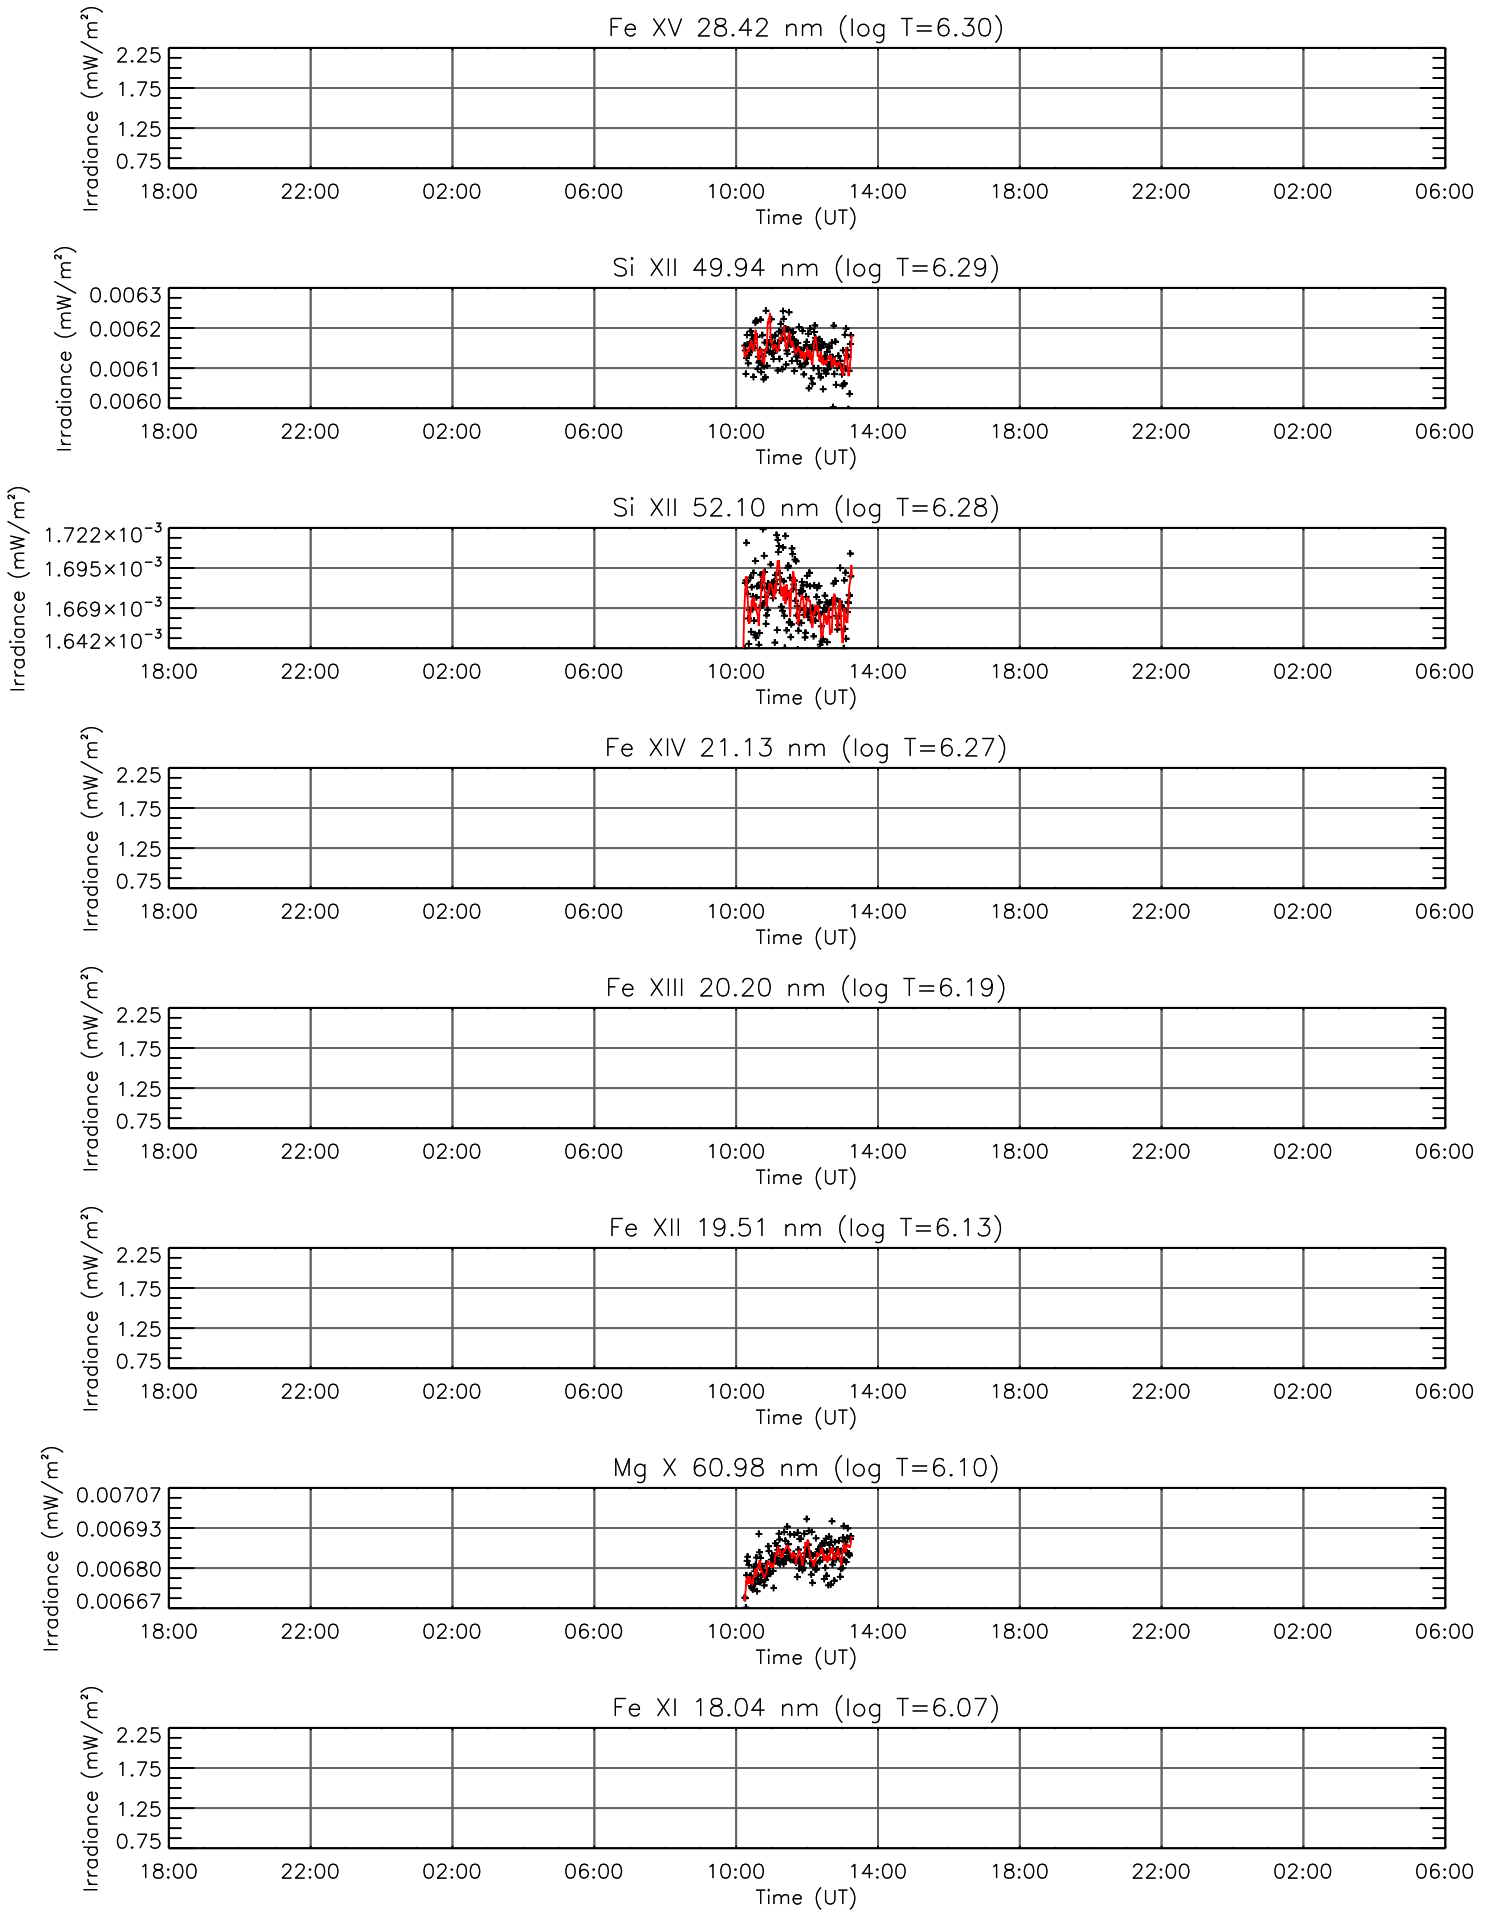 Fe XV 28.42 nm (log T=6.30)
Irradiance (mW/m²)
2.25
1.75
1.25
0.75
18:00 22:00 02:00 06:00 10:00 14:00 18:00 22:00 02:00 06:00
Time (UT)
Si XII 49.94 nm (log T=6.29)
Irradiance (mW/m²)
0.0063
0.0062
0.0061
0.0060
18:00 22:00 02:00 06:00 10:00 14:00 18:00 22:00 02:00 06:00
Time (UT)
Si XII 52.10 nm (log T=6.28)
Irradiance (mW/m²)
1.722×10⁻³
1.695×10⁻³
1.669×10⁻³
1.642×10⁻³
18:00 22:00 02:00 06:00 10:00 14:00 18:00 22:00 02:00 06:00
Time (UT)
Fe XIV 21.13 nm (log T=6.27)
Irradiance (mW/m²)
2.25
1.75
1.25
0.75
18:00 22:00 02:00 06:00 10:00 14:00 18:00 22:00 02:00 06:00
Time (UT)
Fe XIII 20.20 nm (log T=6.19)
Irradiance (mW/m²)
2.25
1.75
1.25
0.75
18:00 22:00 02:00 06:00 10:00 14:00 18:00 22:00 02:00 06:00
Time (UT)
Fe XII 19.51 nm (log T=6.13)
Irradiance (mW/m²)
2.25
1.75
1.25
0.75
18:00 22:00 02:00 06:00 10:00 14:00 18:00 22:00 02:00 06:00
Time (UT)
Mg X 60.98 nm (log T=6.10)
Irradiance (mW/m²)
0.00707
0.00693
0.00680
0.00667
18:00 22:00 02:00 06:00 10:00 14:00 18:00 22:00 02:00 06:00
Time (UT)
Fe XI 18.04 nm (log T=6.07)
Irradiance (mW/m²)
2.25
1.75
1.25
0.75
18:00 22:00 02:00 06:00 10:00 14:00 18:00 22:00 02:00 06:00
Time (UT)